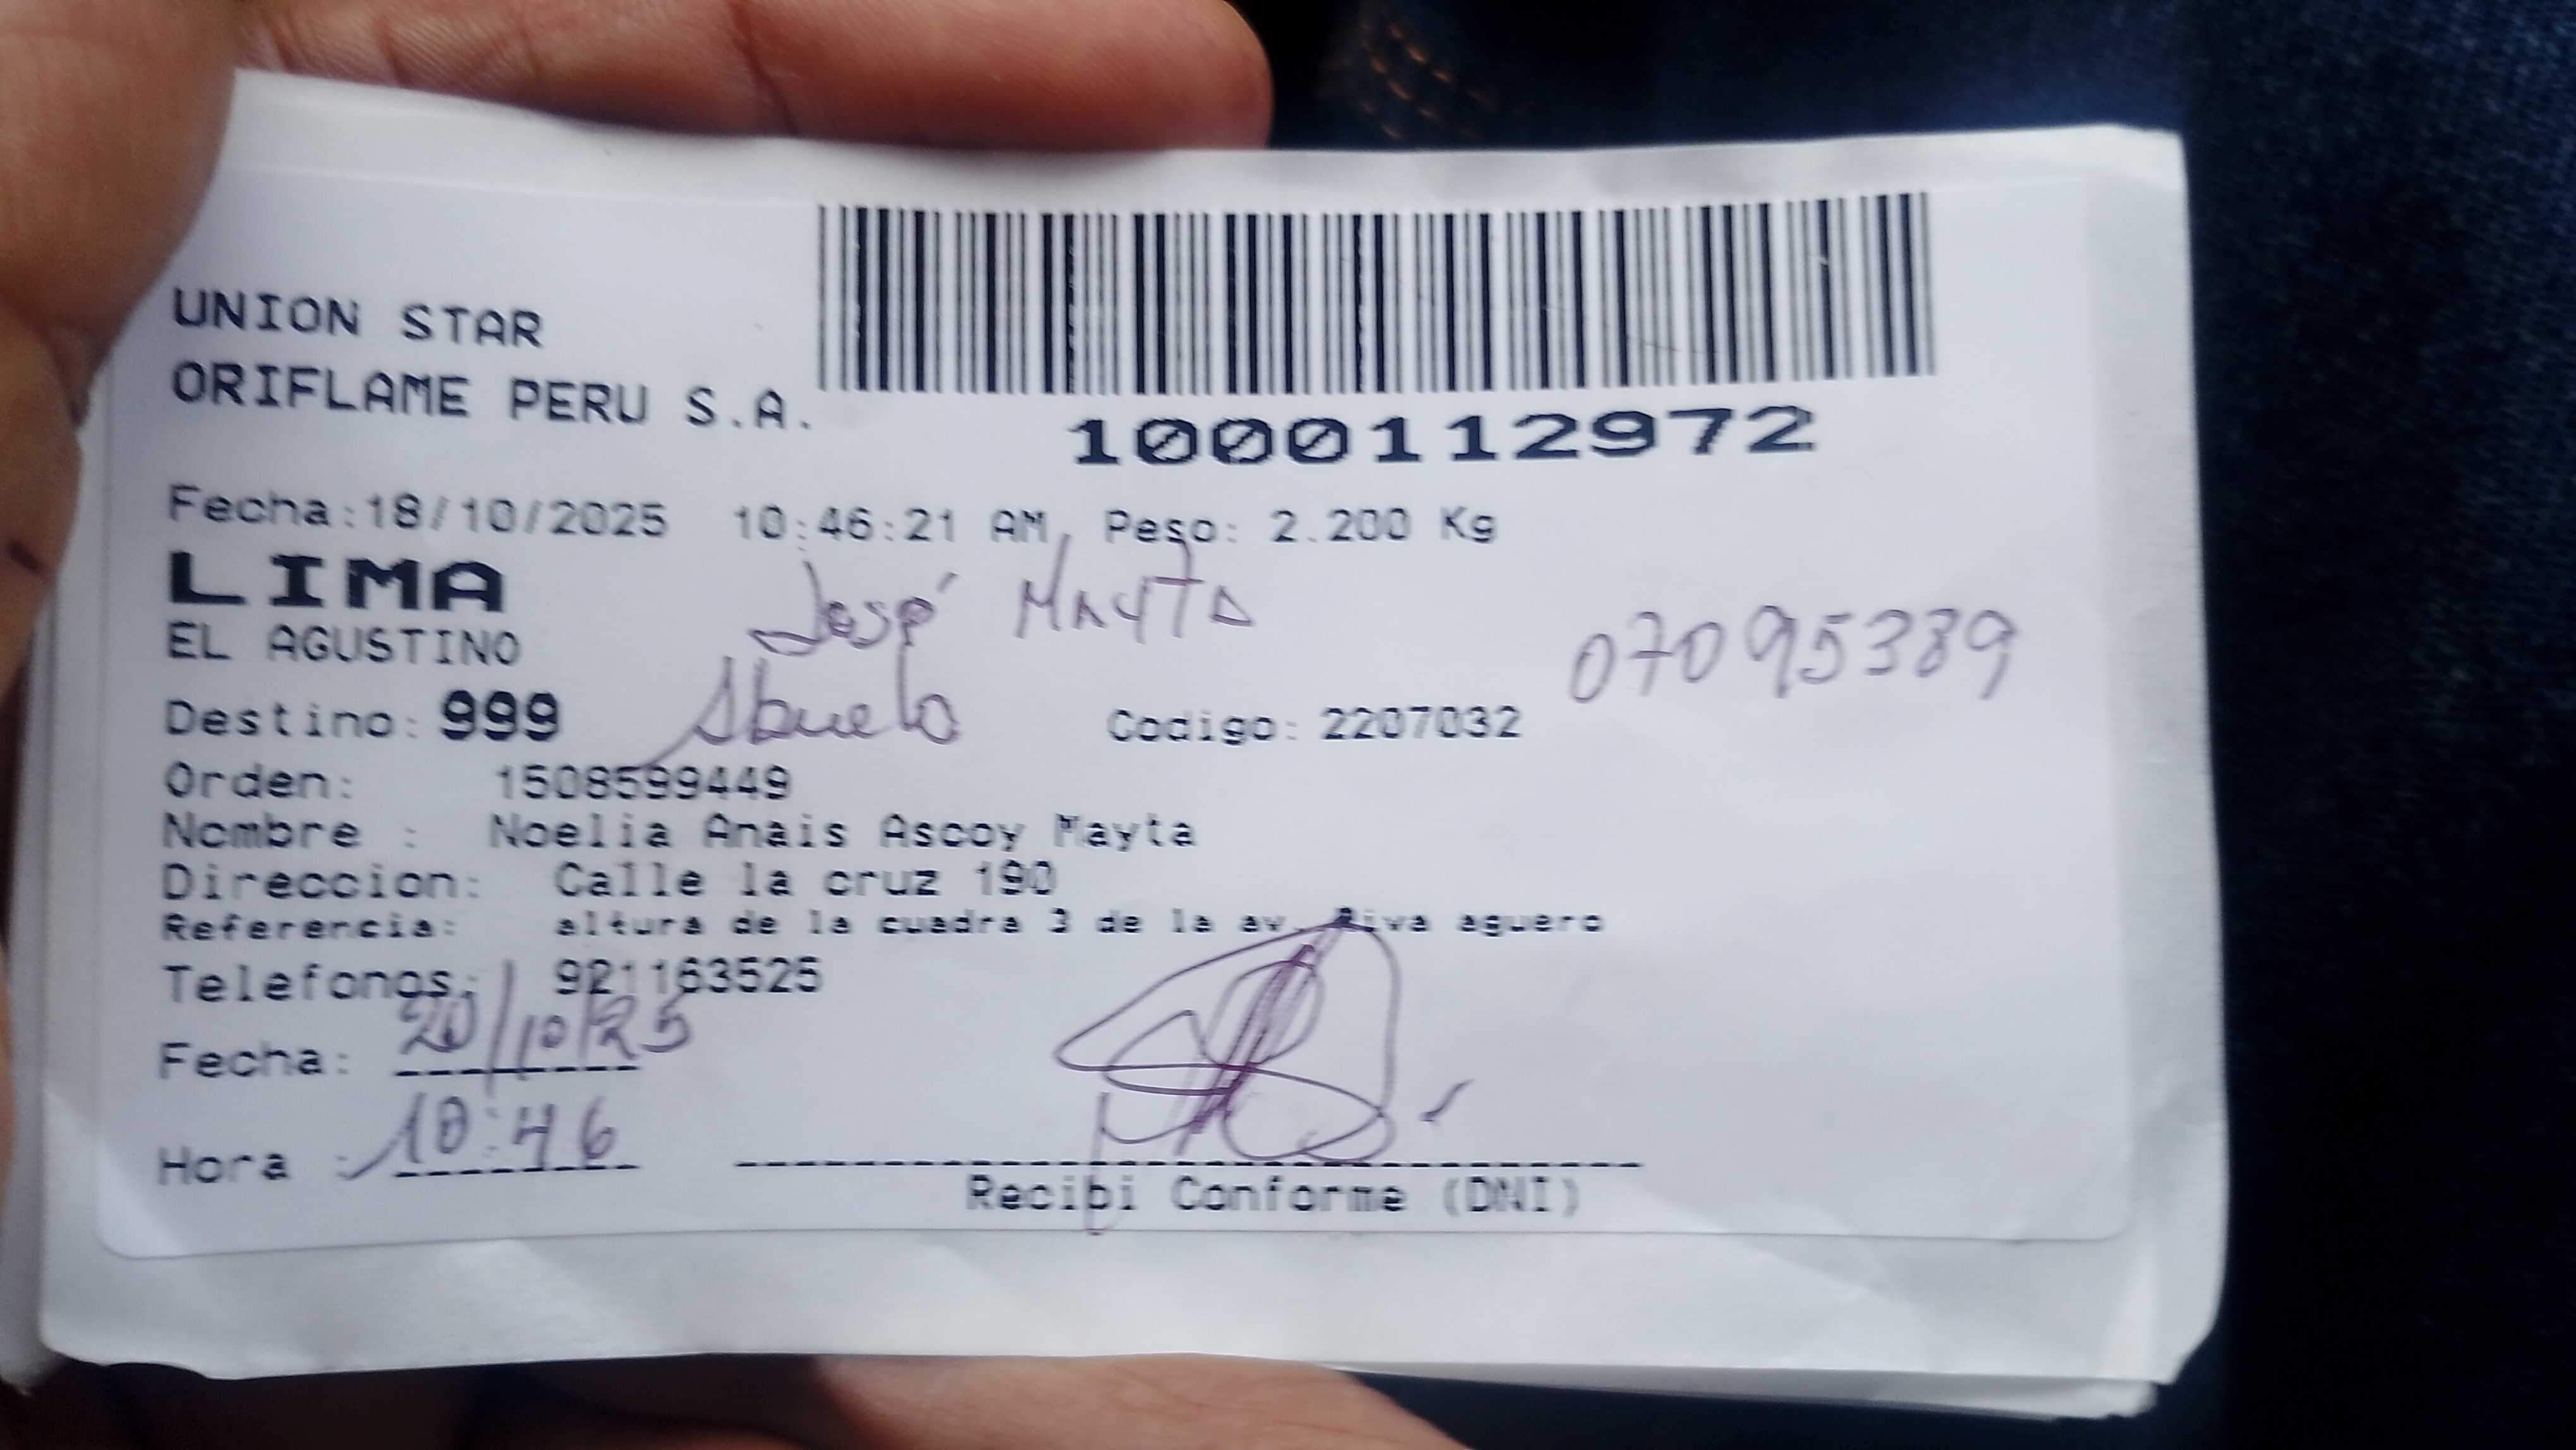 UNION STAR
ORIFLAME PERU S.A.
1000112972
Fecha:18/10/2025 10:46:21 AM Peso: 2.200 Kg
LIMA
José MAYTA
EL AGUSTINO
07095389
Destino: 999
Abuelo
Codigo: 2207032
Orden: 1508599449
Nombre : Noelia Anais Ascoy Mayta
Direccion: Calle la cruz 190
Referencia: altura de la cuadra 3 de la av. Riva aguero
Telefonos: 921163525
Fecha: 20/10/25
Hora : 10:46
Recibi Conforme (DNI)